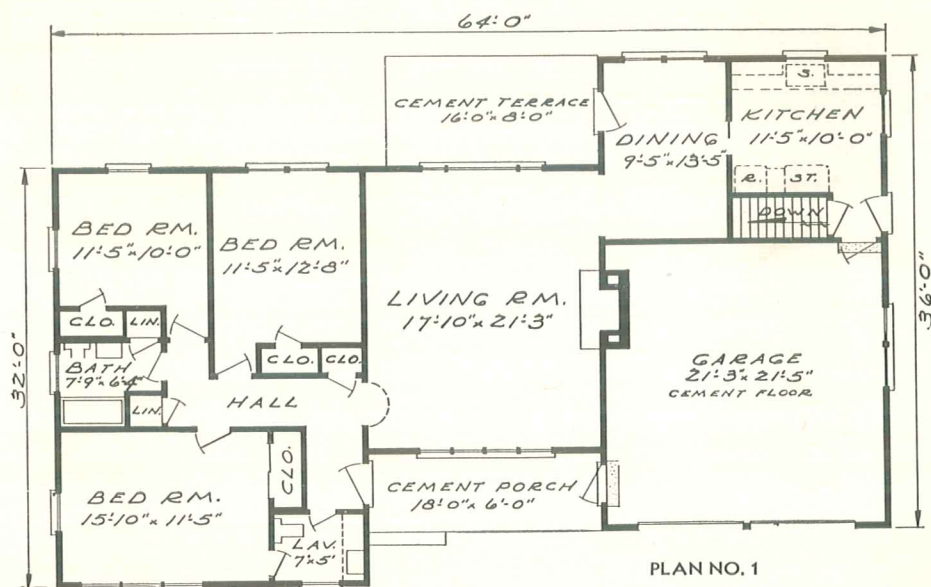 64'-0"
CEMENT TERRACE
16'-0" x 8'-0"
DINING
9'-5" x 13'-5"
S.
KITCHEN
11'-5" x 10'-0"
R.
ST.
DOWN
BED RM.
11'-5" x 10'-0"
BED RM.
11'-5" x 12'-8"
LIVING RM.
17'-10" x 21'-3"
GARAGE
21'-3" x 21'-5"
CEMENT FLOOR
36'-0"
32'-0"
CLO.
LIN.
BATH
7'-9" x 6'-4"
LIN.
CLO.
CLO.
HALL
BED RM.
15'-10" x 11'-5"
CLO.
LAV.
7' x 5'
CEMENT PORCH
18'-0" x 6'-0"
PLAN NO. 1